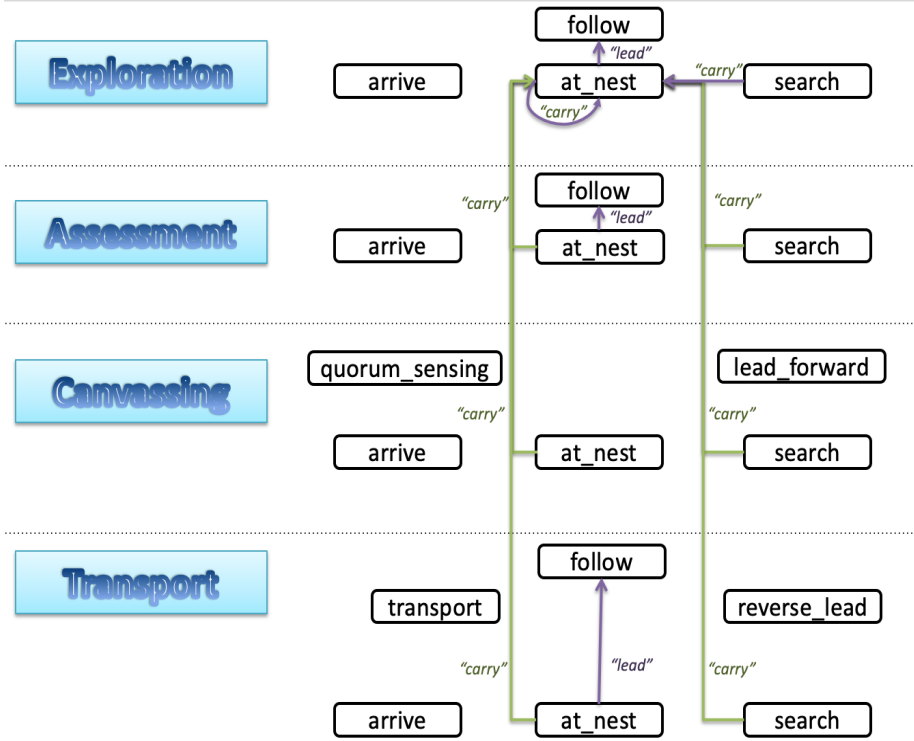 follow
“lead”
Exploration
arrive
at_nest
“carry”
search
“carry”
follow
“carry”
“carry”
Assessment
“lead”
arrive
at_nest
search
quorum_sensing
lead_forward
Canvassing
“carry”
“carry”
arrive
at_nest
search
follow
Transport
transport
reverse_lead
“carry”
“lead”
“carry”
arrive
at_nest
search